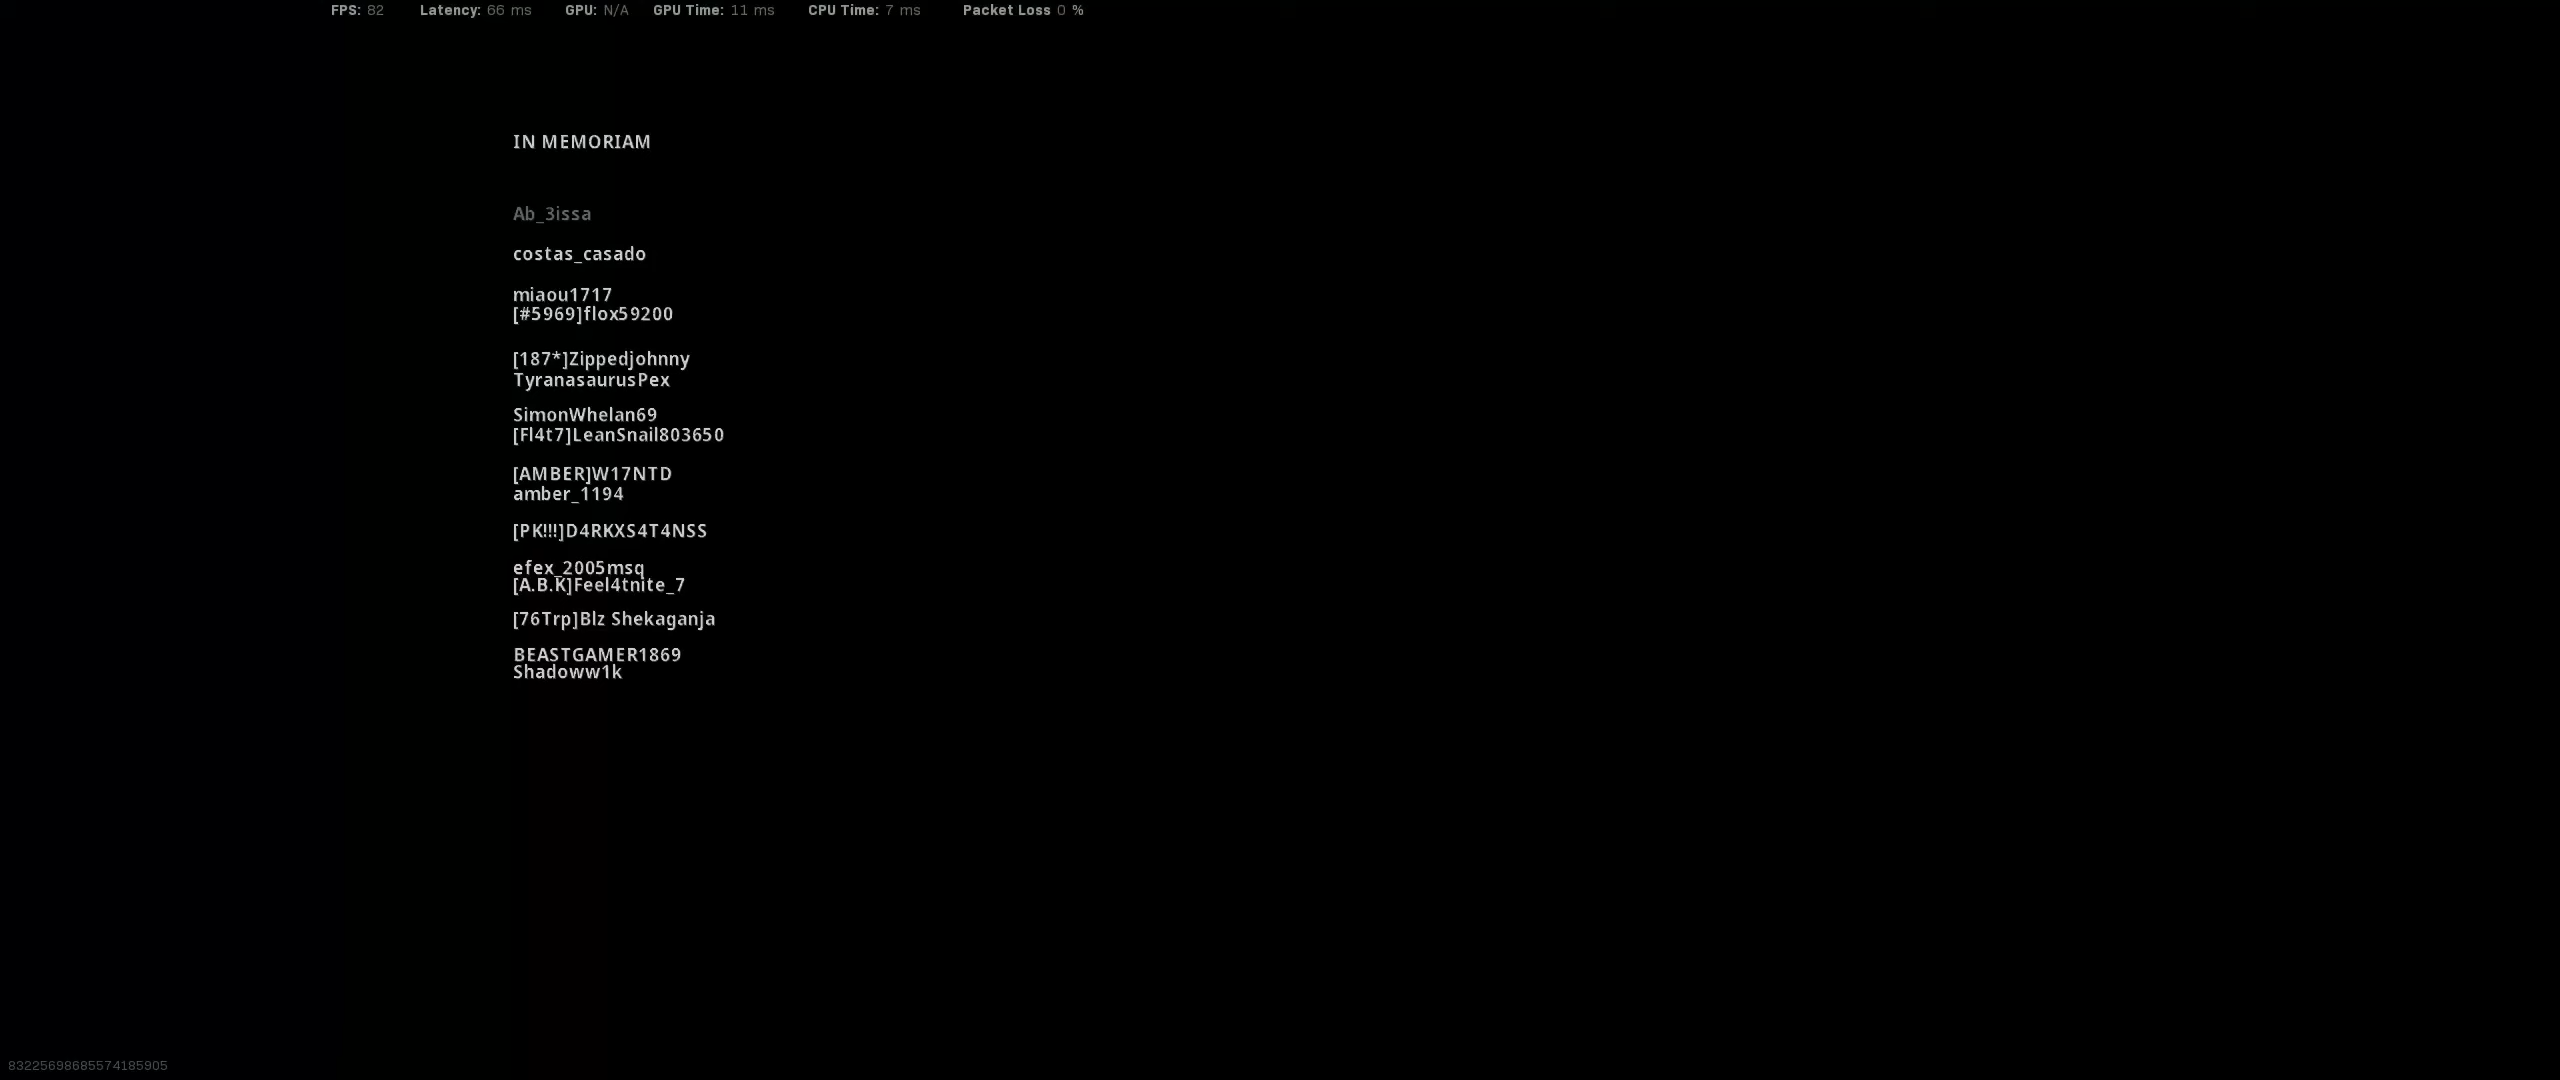 FPS: 82 Latency: 66 ms GPU: N/A GPU Time: 11 ms CPU Time: 7 ms Packet Loss 0 %
IN MEMORIAM
Ab_3issa
costas_casado
miaou1717
[#5969]flox59200
[187*]Zippedjohnny
TyranasaurusPex
SimonWhelan69
[Fl4t7]LeanSnail803650
[AMBER]W17NTD
amber_1194
[PK!!!]D4RKXS4T4NSS
efex_2005msq
[A.B.K]Feel4tnite_7
[76Trp]Blz Shekaganja
BEASTGAMER1869
Shadoww1k
83225698685574185905